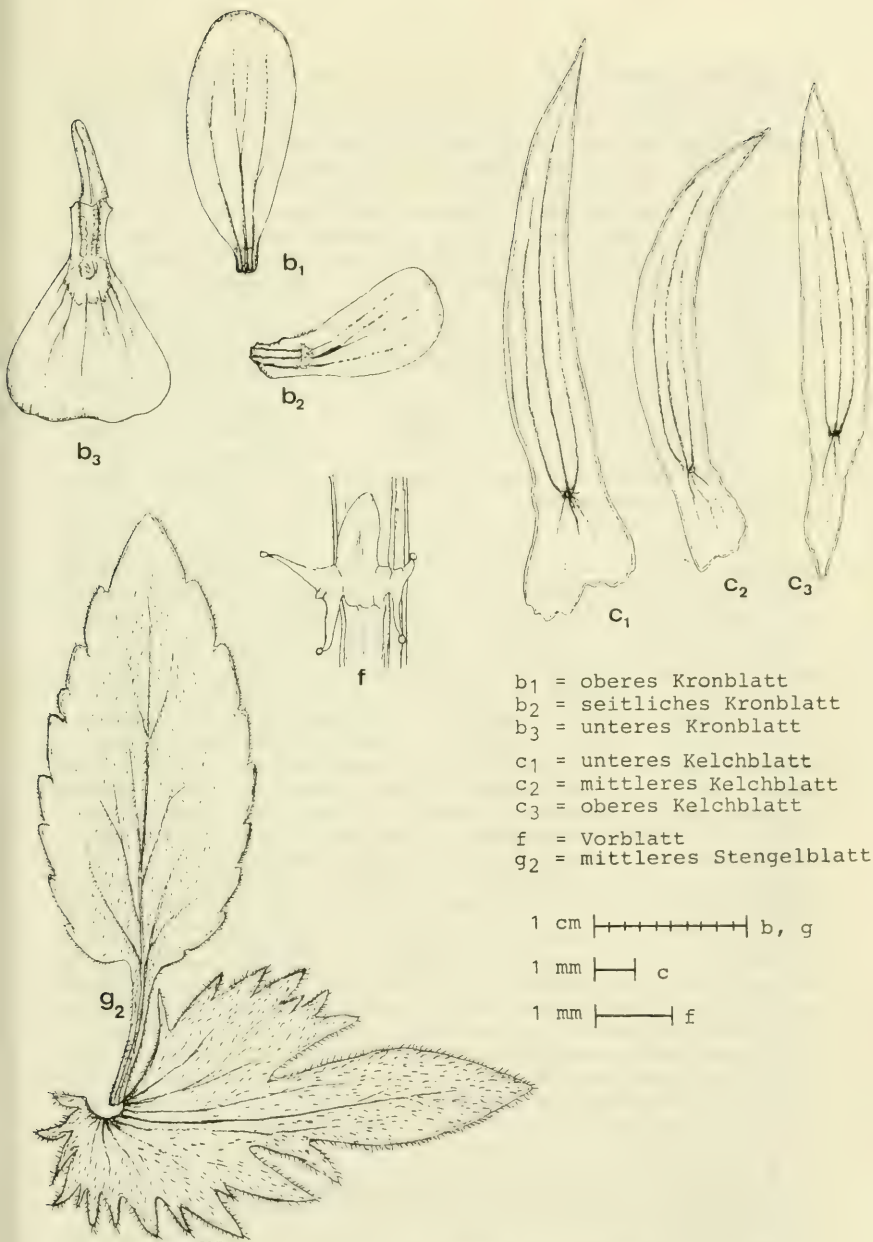 b₁
b₂
b₃
f
c₁
c₂
c₃
g₂
b₁ = oberes Kronblatt
b₂ = seitliches Kronblatt
b₃ = unteres Kronblatt
c₁ = unteres Kelchblatt
c₂ = mittleres Kelchblatt
c₃ = oberes Kelchblatt
f = Vorblatt
g₂ = mittleres Stengelblatt
1 cm b, g
1 mm c
1 mm f